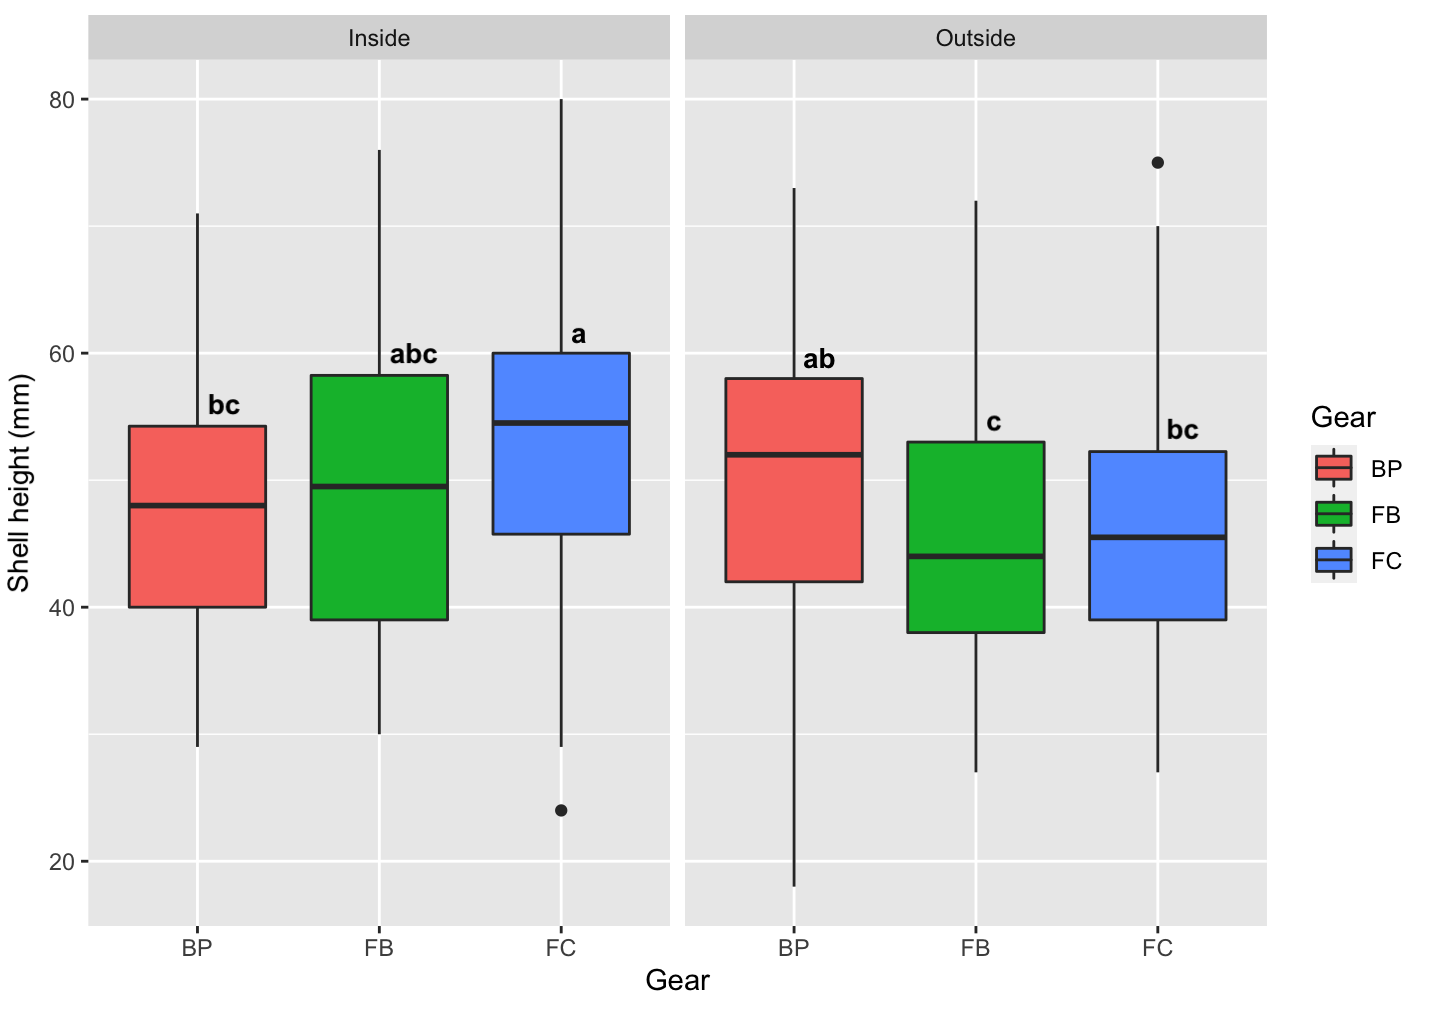 Inside
Outside
Shell height (mm)
80
60
40
20
bc
abc
a
ab
c
bc
BP
FB
FC
BP
FB
FC
Gear
Gear
BP
FB
FC